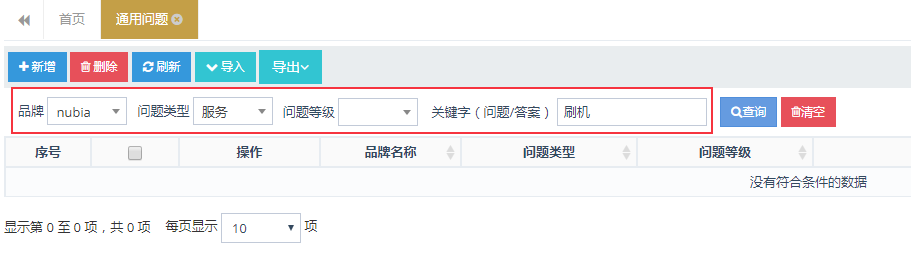 首页 通用问题
新增 删除 刷新 导入 导出
品牌 nubia 问题类型 服务 问题等级 关键字（问题/答案） 刷机 查询 清空
序号 操作 品牌名称 问题类型 问题等级
没有符合条件的数据
显示第 0 至 0 项，共 0 项 每页显示 10 项